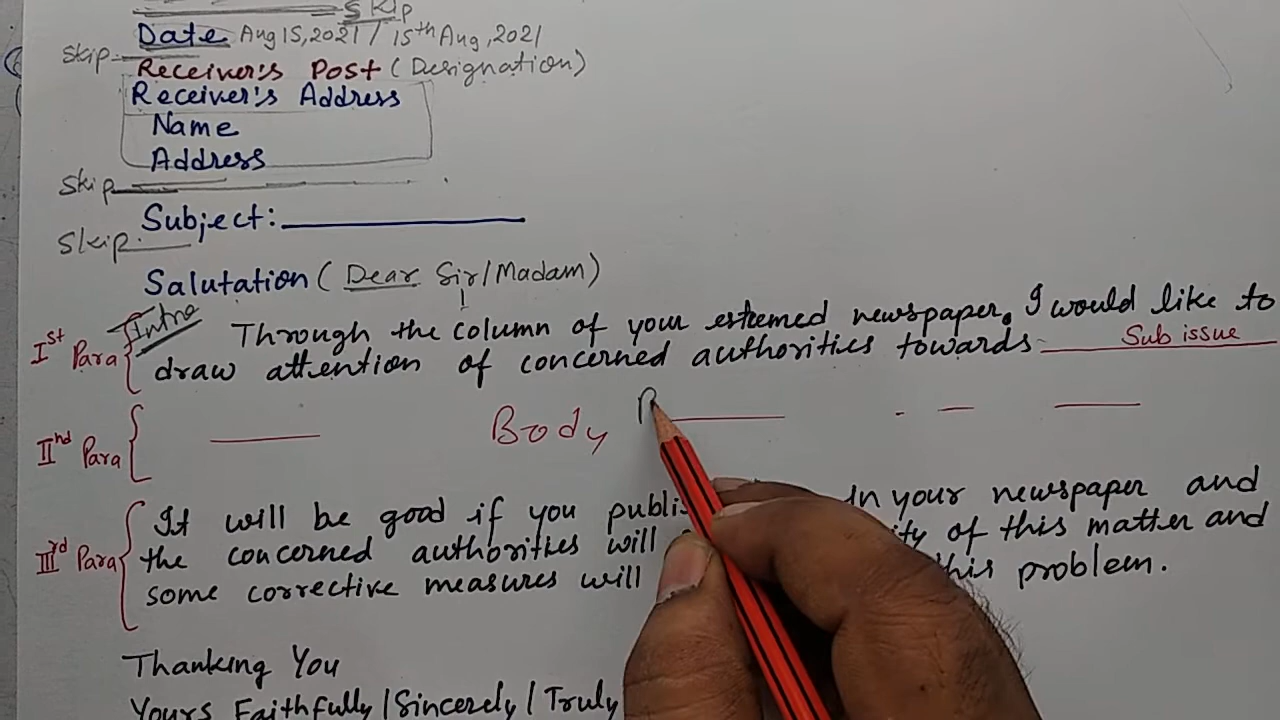 Skip
Date Aug 15, 2021 / 15th Aug, 2021
Skip
Receiver's Post (Designation)
Receiver's Address
Name
Address
Skip
Subject:
Skip
Salutation (Dear Sir/Madam)
Ist Para
Intro
Through the column of your esteemed newspaper. I would like to
draw attention of concerned authorities towards Sub issue
IInd Para
Body
IIIrd Para
It will be good if you in your newspaper and
the concerned authorities will of this matter and
some corrective measures will this problem.
Thanking You
Yours Faithfully / Sincerely / Truly